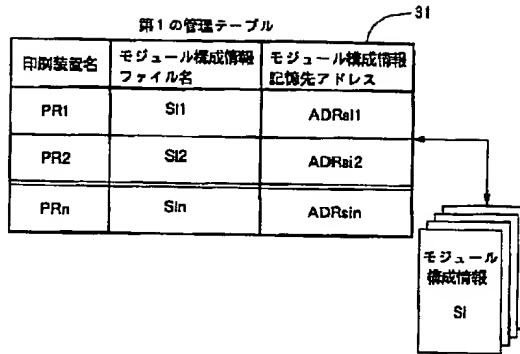 第1の管理テーブル
31
印刷装置名 モジュール構成情報ファイル名 モジュール構成情報記憶先アドレス
PR1 SI1 ADRsi1
PR2 SI2 ADRsi2
PRn SIn ADRsin
モジュール
構成情報
SI